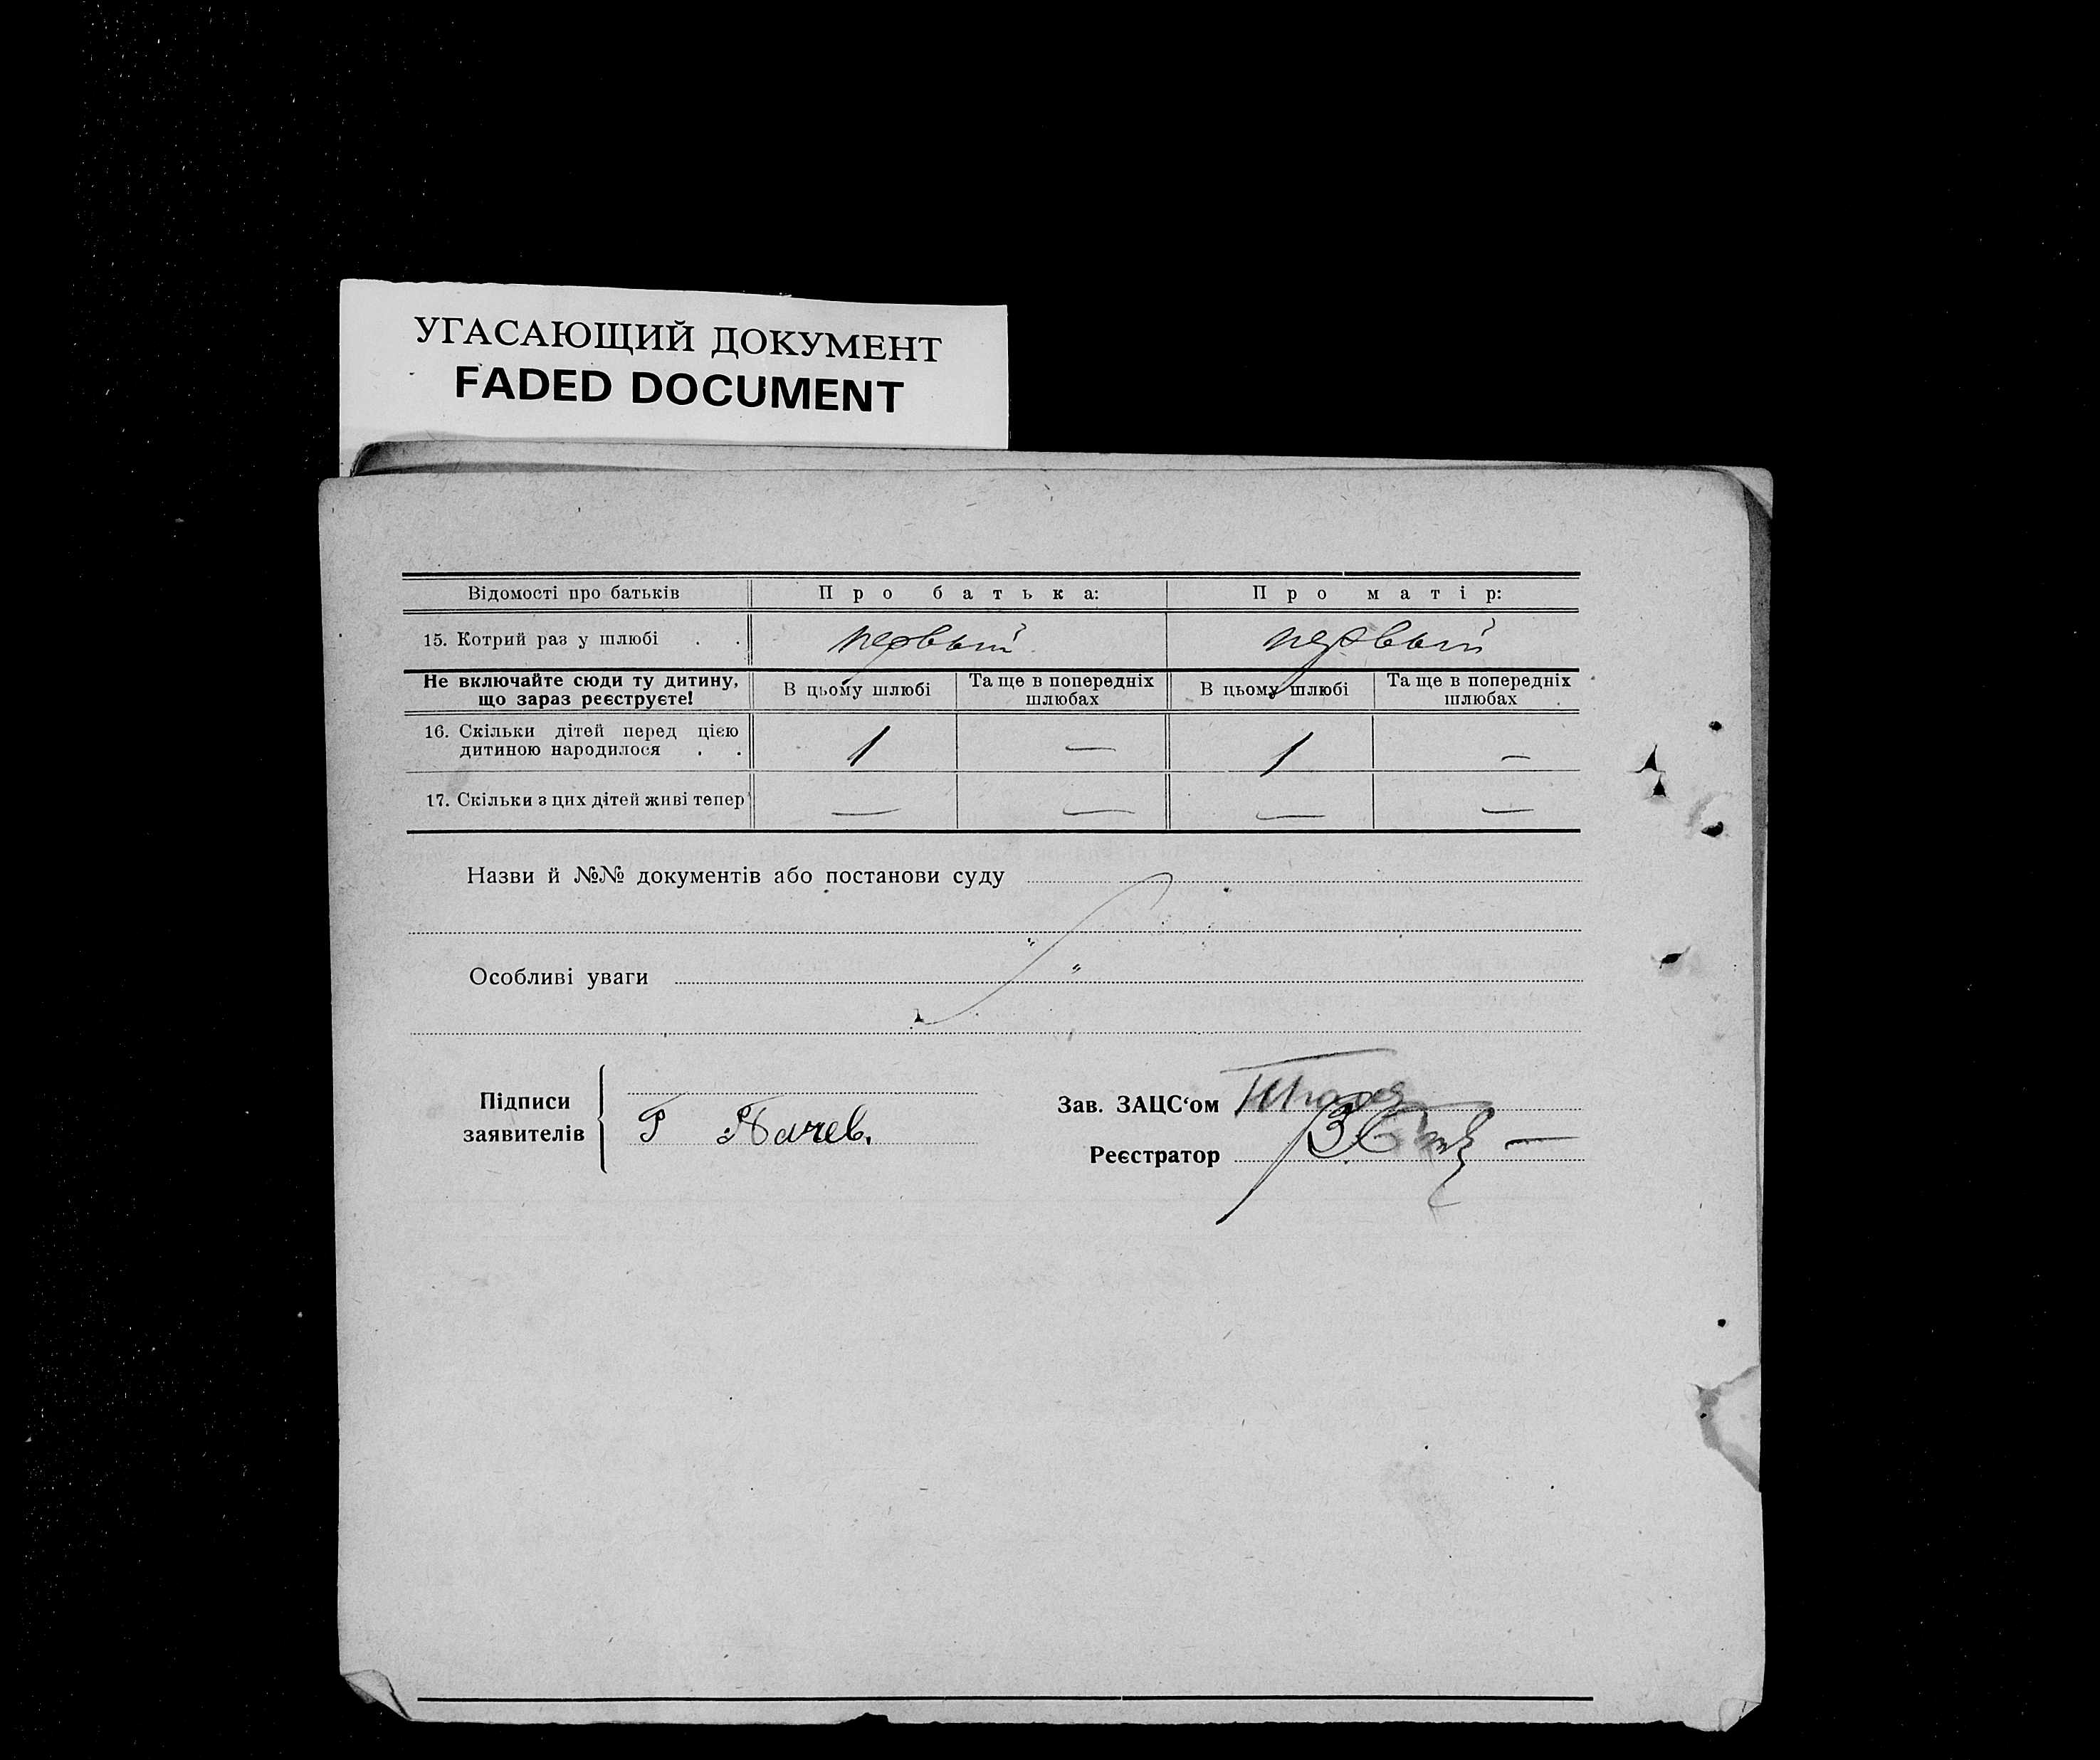 УГАСАЮЩИЙ ДОКУМЕНТ
FADED DOCUMENT
Відомості про батьків Про батька: Про матір:
15. Котрий раз у шлюбі . . первый первый
Не включайте сюди ту дитину, що зараз реєструєте! В цьому шлюбі Та ще в попередніх шлюбах В цьому шлюбі Та ще в попередніх шлюбах
16. Скільки дітей перед цією дитиною народилося . . 1 — 1 —
17. Скільки з цих дітей живі тепер — — — —
Назви й №№ документів або постанови суду
Особливі уваги
Підписи заявителів
Зав. ЗАЦС‘ом
Реєстратор